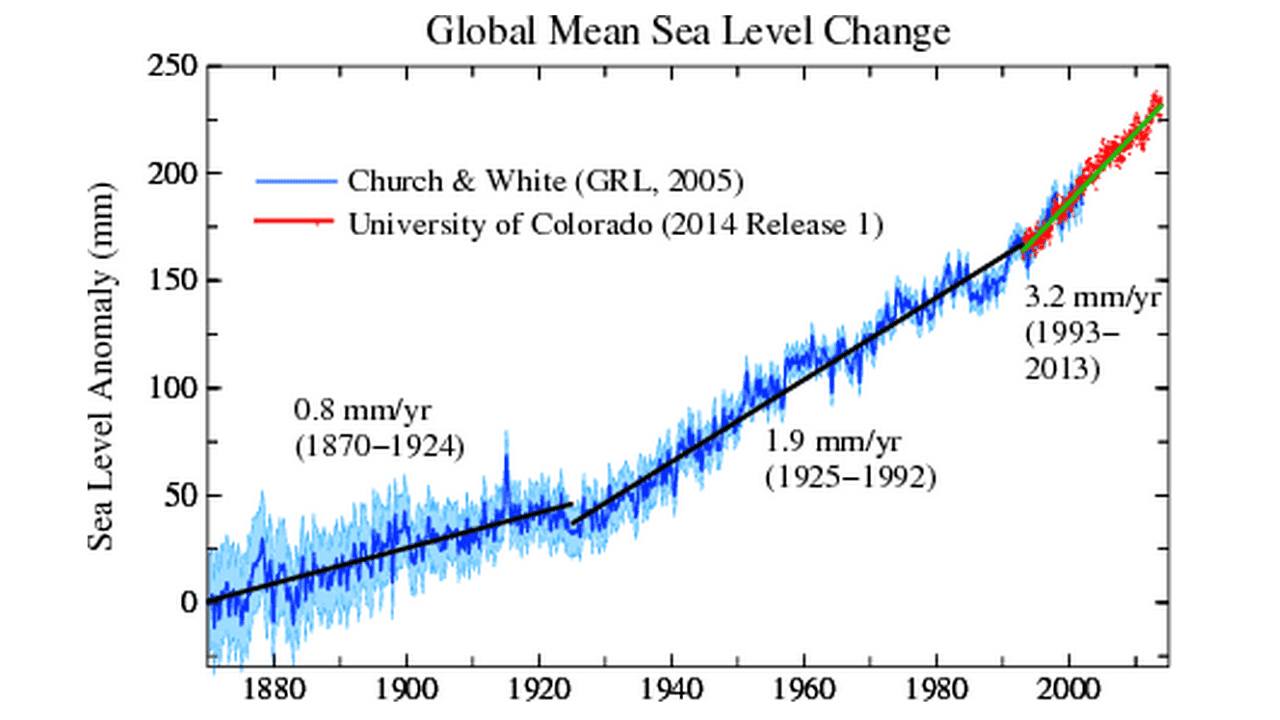 Global Mean Sea Level Change
250
200
150
100
50
0
Sea Level Anomaly (mm)
Church & White (GRL, 2005)
University of Colorado (2014 Release 1)
0.8 mm/yr
(1870−1924)
1.9 mm/yr
(1925−1992)
3.2 mm/yr
(1993−
2013)
1880 1900 1920 1940 1960 1980 2000